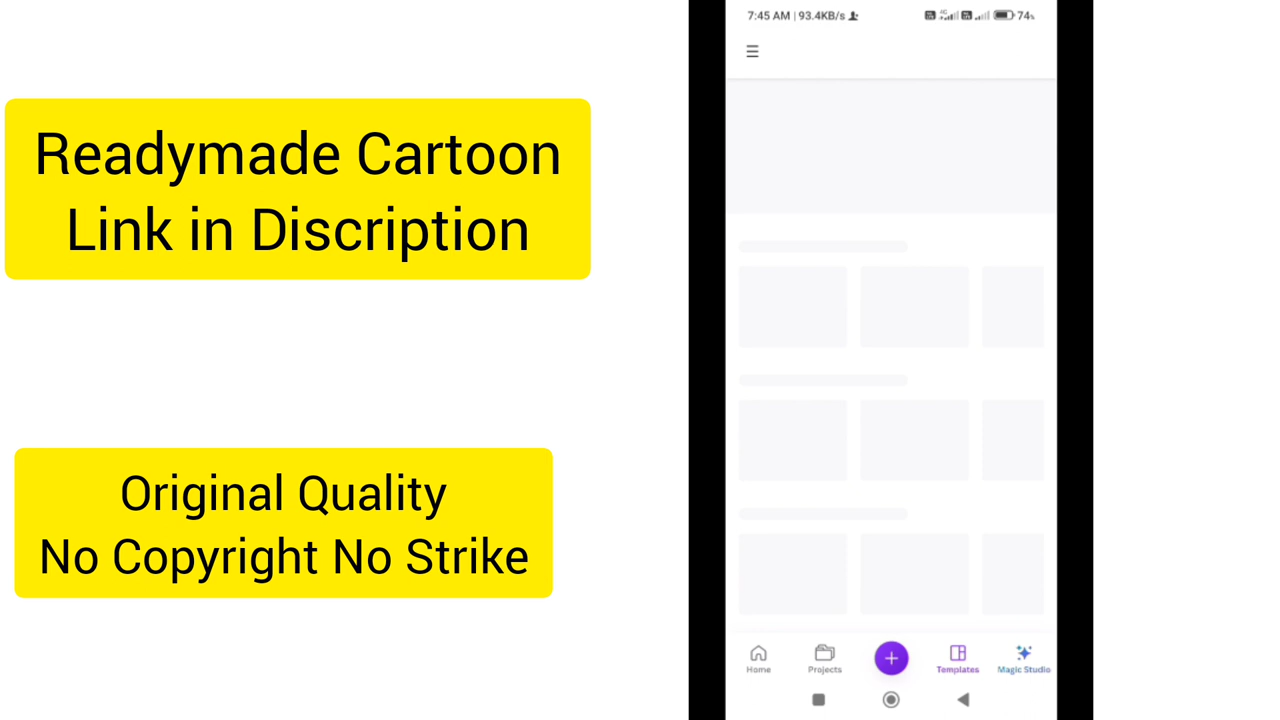 Readymade Cartoon
Link in Discription
Original Quality
No Copyright No Strike
7:45 AM | 93.4KB/s
4G
74%
Home
Projects
Templates
Magic Studio